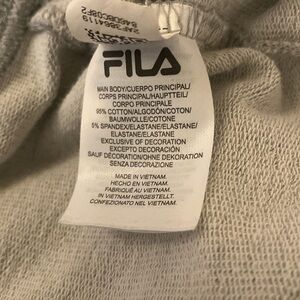 FILA
MAIN BODY/CUERPO PRINCIPAL/
CORPS PRINCIPAL/HAUPTTEIL/
CORPO PRINCIPALE
95% COTTON/ALGODÓN/COTON/
BAUMWOLLE/COTONE
5% SPANDEX/ELASTANE/ELASTANE/
ELASTAN/ELASTANE
EXCLUSIVE OF DECORATION
EXCEPTO DECORACIÓN
SAUF DÉCORATION/OHNE DEKORATION
SENZA DECORAZIONE
MADE IN VIETNAM.
HECHO EN VIETNAM.
FABRIQUÉ AU VIETNAM.
IN VIETNAM HERGESTELLT.
CONFEZIONATO NEL VIETNAM.